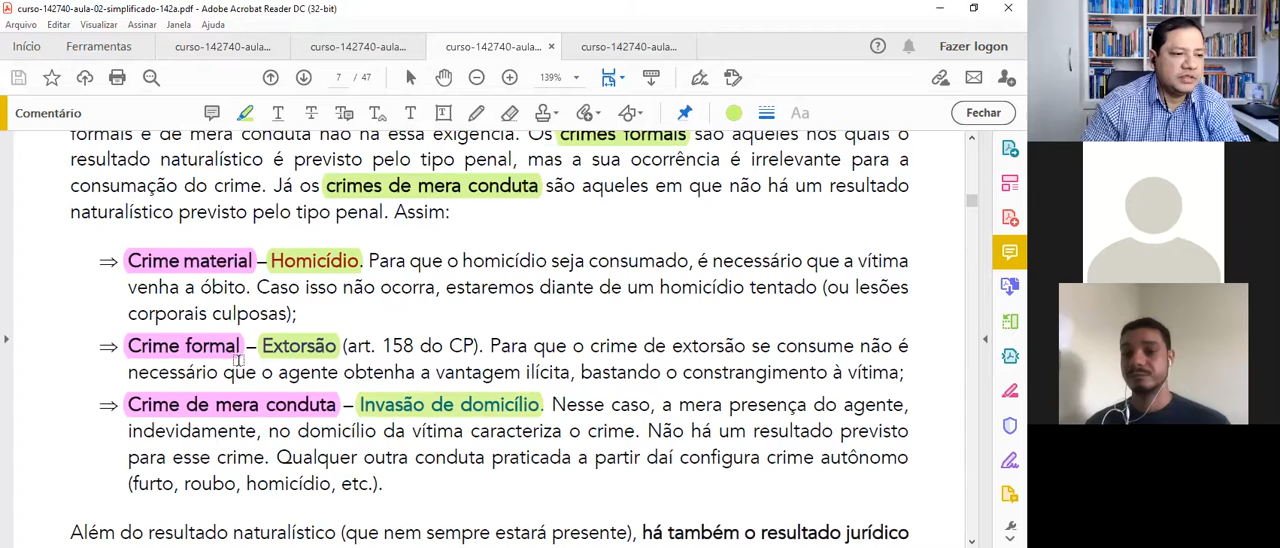 curso-142740-aula-02-simplificado-142a.pdf - Adobe Acrobat Reader DC (32-bit)
Arquivo Editar Visualizar Assinar Janela Ajuda
Início Ferramentas curso-142740-aula... curso-142740-aula... curso-142740-aula... × curso-142740-aula... Fazer logon
7 / 47 139%
Comentário Aa Fechar
formais e de mera conduta não há essa exigência. Os crimes formais são aqueles nos quais o
resultado naturalístico é previsto pelo tipo penal, mas a sua ocorrência é irrelevante para a
consumação do crime. Já os crimes de mera conduta são aqueles em que não há um resultado
naturalístico previsto pelo tipo penal. Assim:
⇒ Crime material – Homicídio. Para que o homicídio seja consumado, é necessário que a vítima
venha a óbito. Caso isso não ocorra, estaremos diante de um homicídio tentado (ou lesões
corporais culposas);
⇒ Crime formal – Extorsão (art. 158 do CP). Para que o crime de extorsão se consume não é
necessário que o agente obtenha a vantagem ilícita, bastando o constrangimento à vítima;
⇒ Crime de mera conduta – Invasão de domicílio. Nesse caso, a mera presença do agente,
indevidamente, no domicílio da vítima caracteriza o crime. Não há um resultado previsto
para esse crime. Qualquer outra conduta praticada a partir daí configura crime autônomo
(furto, roubo, homicídio, etc.).
Além do resultado naturalístico (que nem sempre estará presente), há também o resultado jurídico